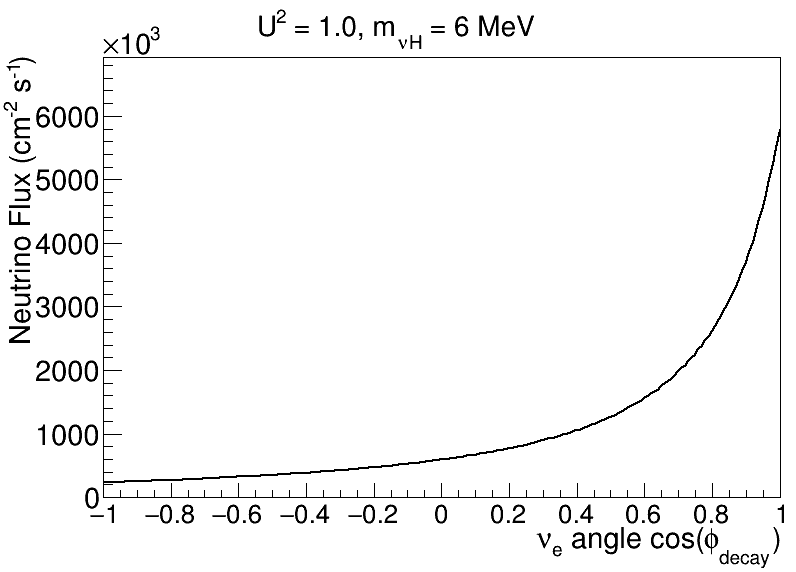 U² = 1.0, m_νH = 6 MeV
×10³
Neutrino Flux (cm⁻² s⁻¹)
6000
5000
4000
3000
2000
1000
0
−1 −0.8 −0.6 −0.4 −0.2 0 0.2 0.4 0.6 0.8 1
ν_e angle cos(ϕ_decay)